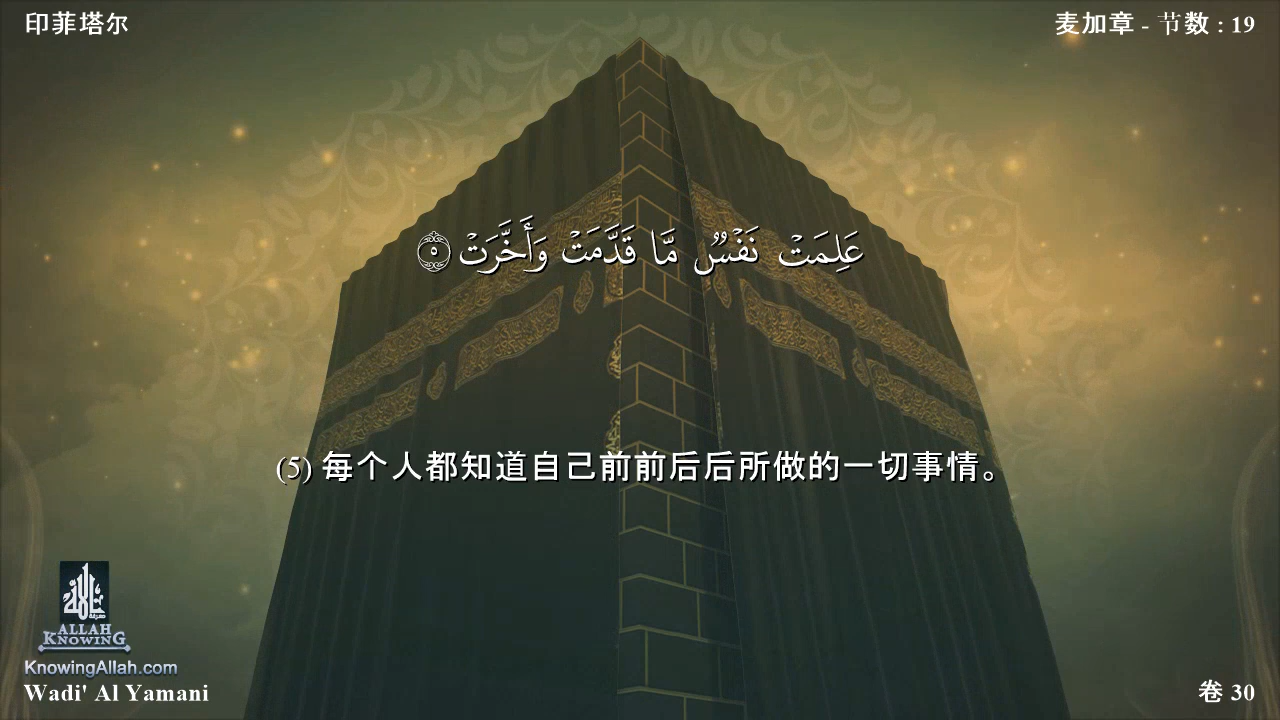 印菲塔尔
麦加章 - 节数 : 19
عَلِمَتْ نَفْسٌ مَّا قَدَّمَتْ وَأَخَّرَتْ ٥
(5) 每个人都知道自己前前后后所做的一切事情。
ALLAH
KNOWING
KnowingAllah.com
Wadi' Al Yamani
卷 30